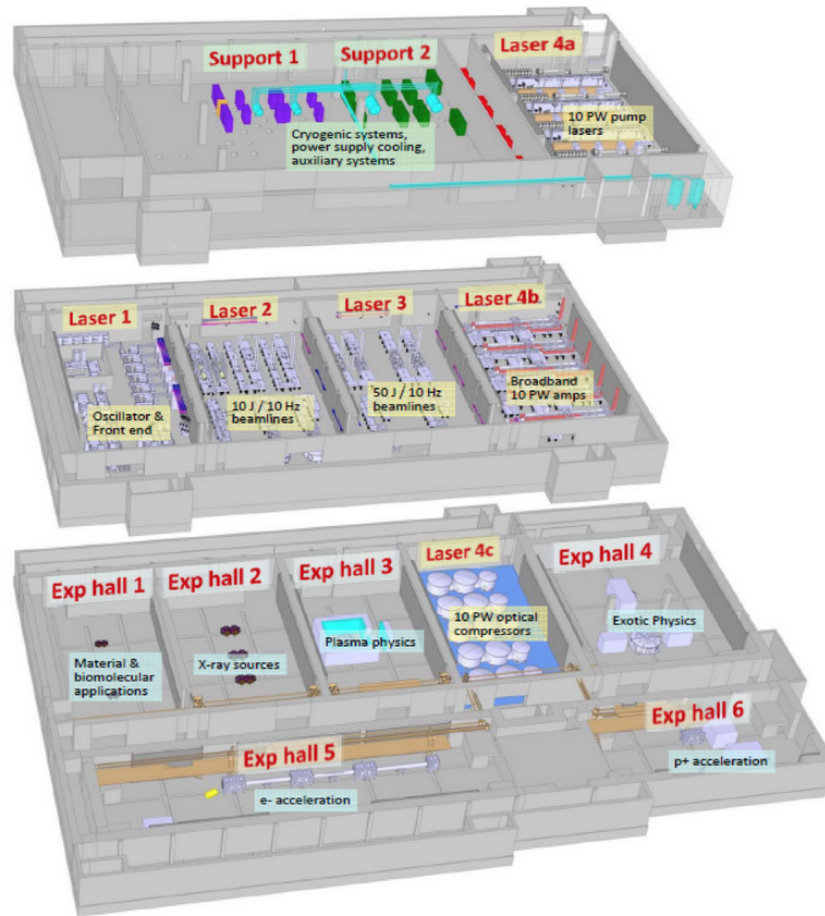 Support 1
Support 2
Laser 4a
Cryogenic systems,
power supply cooling,
auxiliary systems
10 PW pump
lasers
Laser 1
Laser 2
Laser 3
Laser 4b
Oscillator &
Front end
10 J / 10 Hz
beamlines
50 J / 10 Hz
beamlines
Broadband
10 PW amps
Exp hall 1
Exp hall 2
Exp hall 3
Laser 4c
Exp hall 4
Material &
biomolecular
applications
X-ray sources
Plasma physics
10 PW optical
compressors
Exotic Physics
Exp hall 5
e- acceleration
Exp hall 6
p+ acceleration